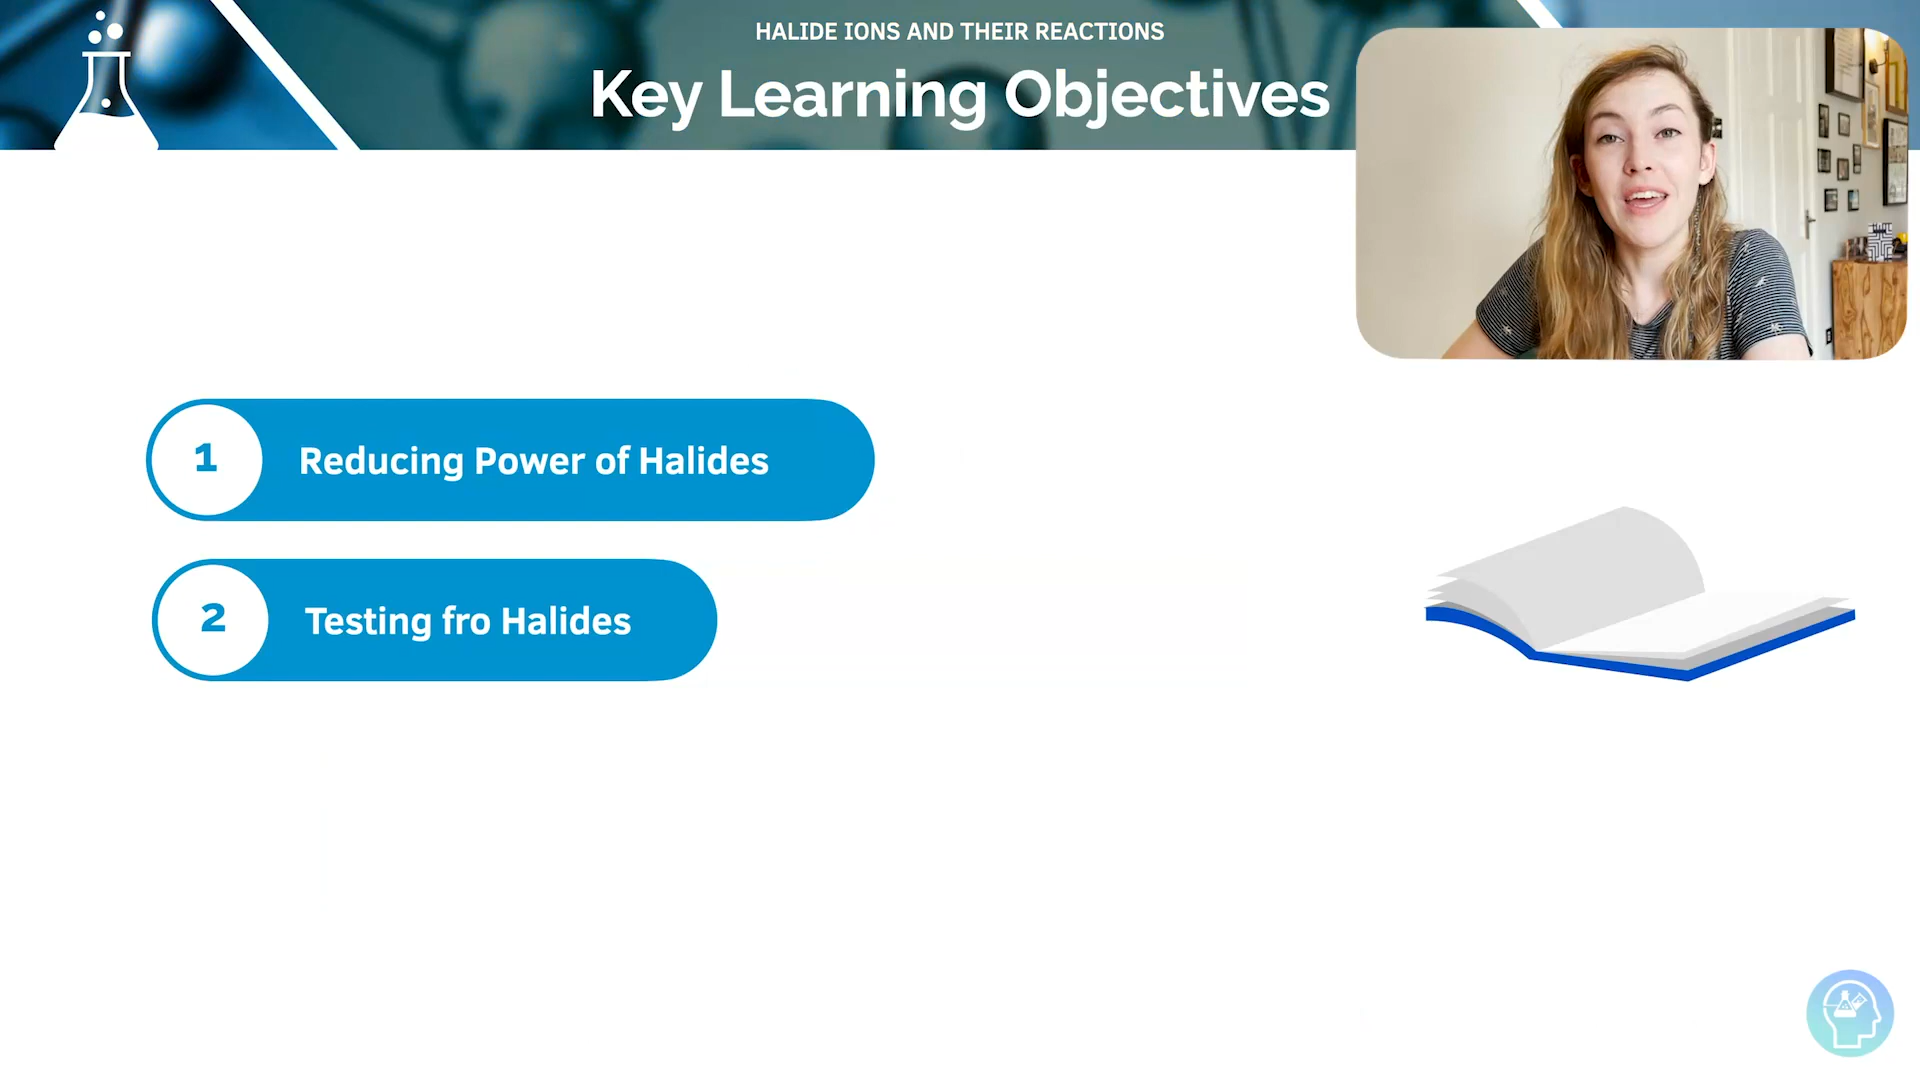 HALIDE IONS AND THEIR REACTIONS
Key Learning Objectives
1 Reducing Power of Halides
2 Testing fro Halides